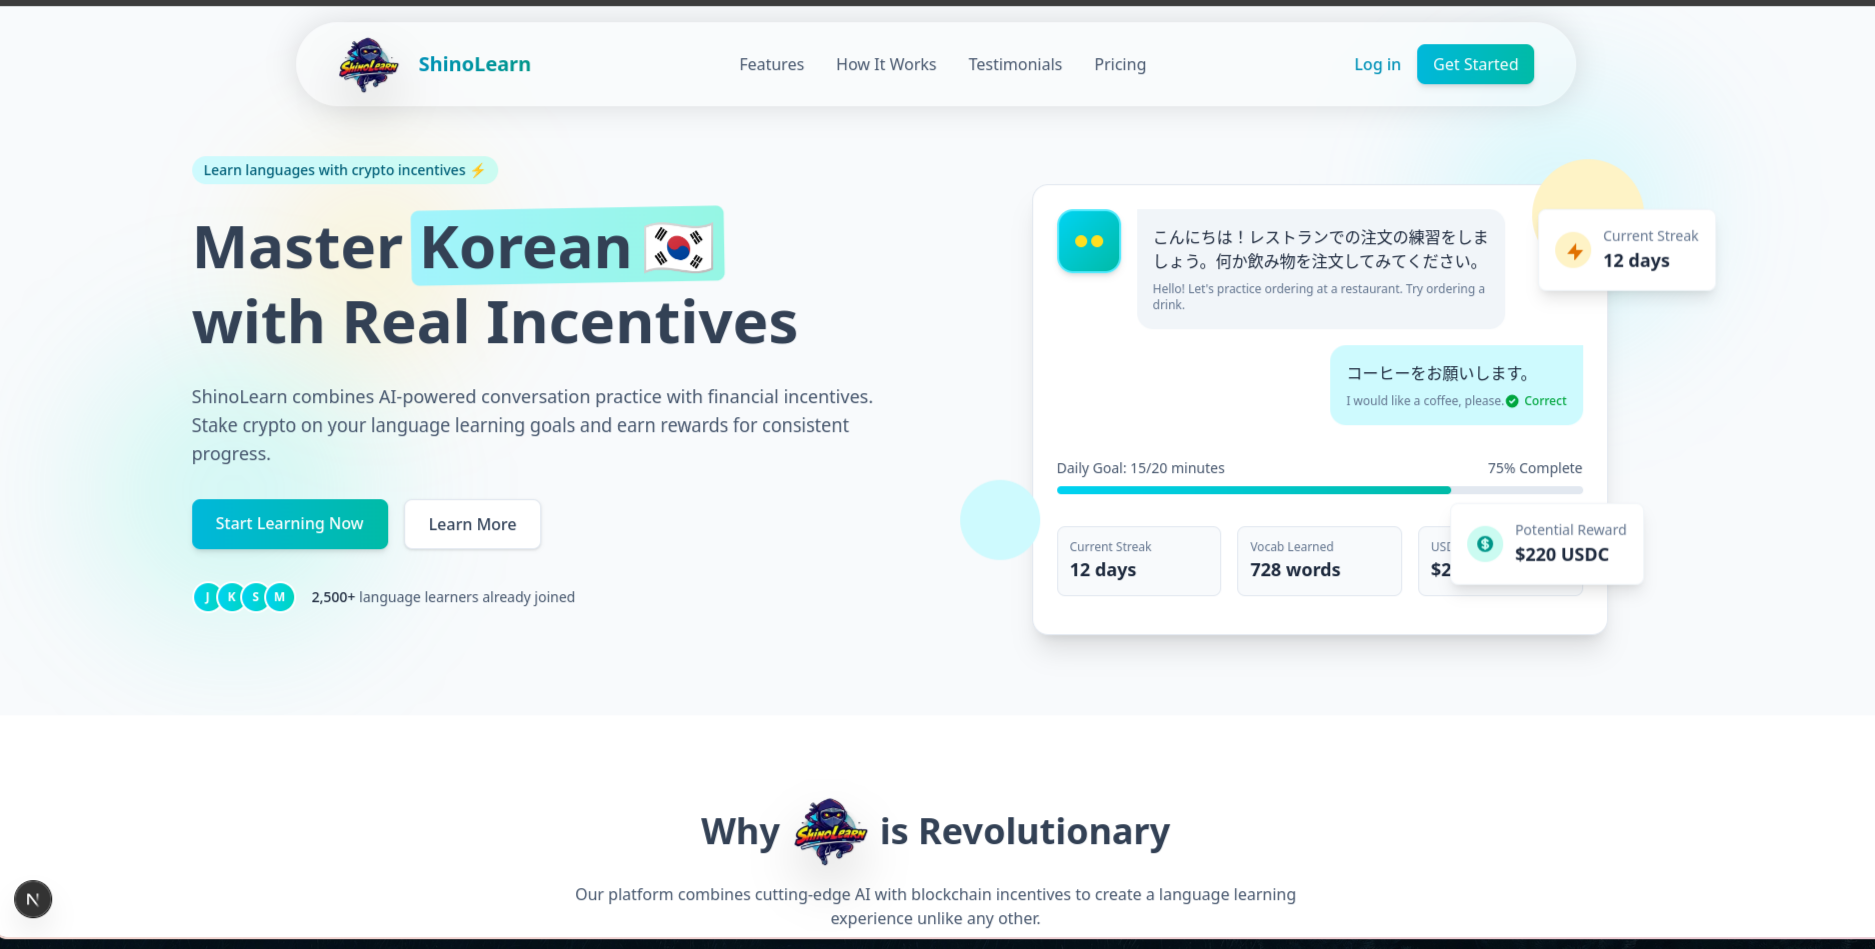 ShinoLearn
ShinoLearn
Features
How It Works
Testimonials
Pricing
Log in
Get Started
Learn languages with crypto incentives ⚡
Master Korean 🇰🇷
with Real Incentives
ShinoLearn combines AI-powered conversation practice with financial incentives.
Stake crypto on your language learning goals and earn rewards for consistent
progress.
Start Learning Now
Learn More
J K S M
2,500+ language learners already joined
こんにちは！レストランでの注文の練習をしま
しょう。何か飲み物を注文してみてください。
Hello! Let's practice ordering at a restaurant. Try ordering a
drink.
Current Streak
12 days
コーヒーをお願いします。
I would like a coffee, please. Correct
Daily Goal: 15/20 minutes
75% Complete
Current Streak
12 days
Vocab Learned
728 words
$2
Potential Reward
$220 USDC
Why ShinoLearn is Revolutionary
Our platform combines cutting-edge AI with blockchain incentives to create a language learning
experience unlike any other.
N